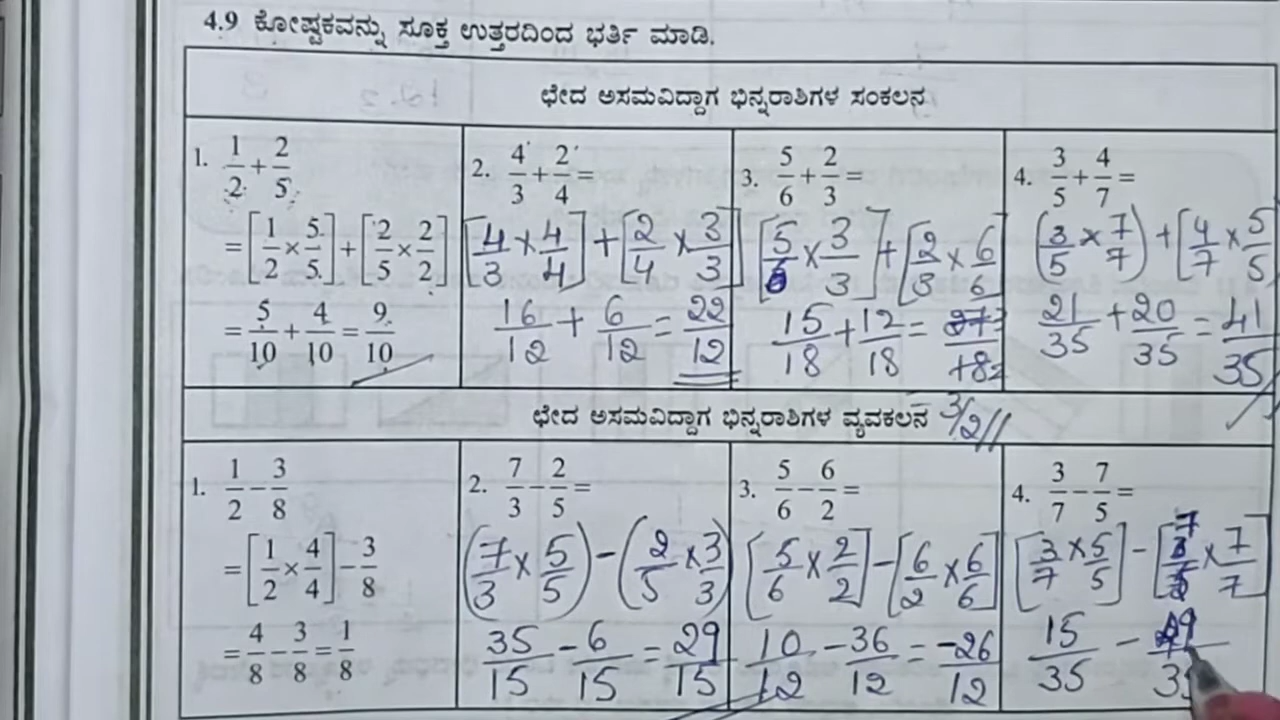 4.9 ಕೋಷ್ಟಕವನ್ನು ಸೂಕ್ತ ಉತ್ತರದಿಂದ ಭರ್ತಿ ಮಾಡಿ.
ಛೇದ ಅಸಮವಿದ್ದಾಗ ಭಿನ್ನರಾಶಿಗಳ ಸಂಕಲನ
1. 1/2 + 2/5
= [1/2 × 5/5] + [2/5 × 2/2]
= 5/10 + 4/10 = 9/10
2. 4/3 + 2/4 =
[4/3 × 4/4] + [2/4 × 3/3]
16/12 + 6/12 = 22/12
3. 5/6 + 2/3 =
[5/6 × 3/3] + [2/3 × 6/6]
15/18 + 12/18 = 27 3/18 2
= 3/2
4. 3/5 + 4/7 =
(3/5 × 7/7) + [4/7 × 5/5]
21/35 + 20/35 = 41/35
ಛೇದ ಅಸಮವಿದ್ದಾಗ ಭಿನ್ನರಾಶಿಗಳ ವ್ಯವಕಲನ
1. 1/2 − 3/8
= [1/2 × 4/4] − 3/8
= 4/8 − 3/8 = 1/8
2. 7/3 − 2/5 =
(7/3 × 5/5) − (2/5 × 3/3)
35/15 − 6/15 = 29/15
3. 5/6 − 6/2 =
[5/6 × 2/2] − [6/2 × 6/6]
10/12 − 36/12 = −26/12
4. 3/7 − 7/5 =
[3/7 × 5/5] − [7/5 × 7/7]
15/35 − 49/35